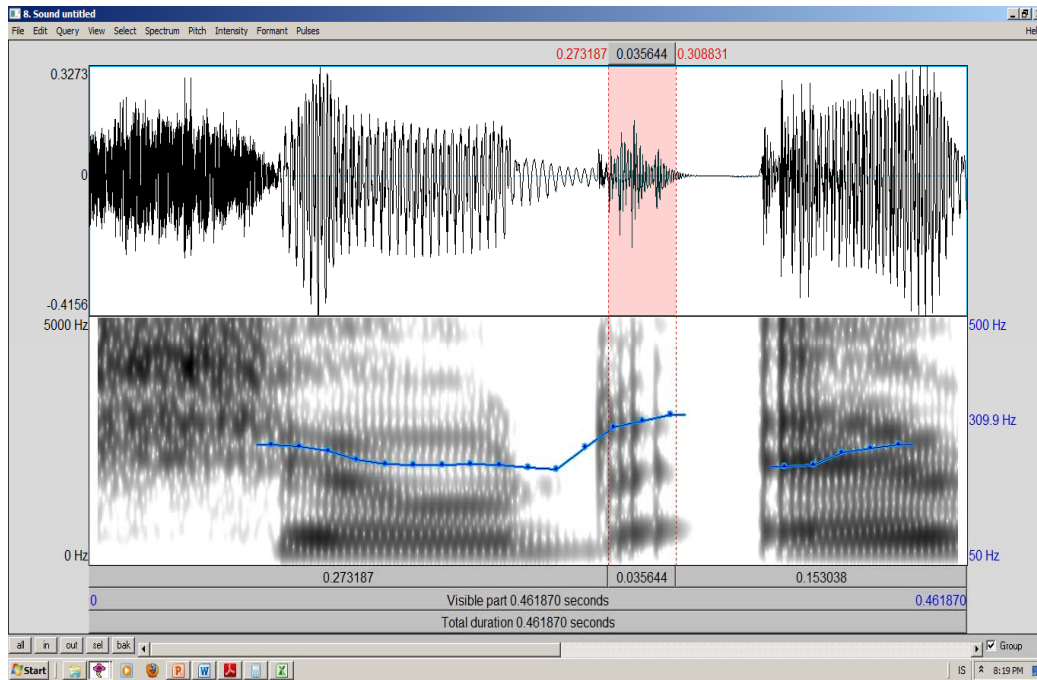 8. Sound untitled
File Edit Query View Select Spectrum Pitch Intensity Formant Pulses Hel
0.273187 0.035644 0.308831
0.3273
0
-0.4156
5000 Hz 500 Hz
309.9 Hz
0 Hz 50 Hz
0.273187 0.035644 0.153038
0 Visible part 0.461870 seconds 0.461870
Total duration 0.461870 seconds
all in out sel bak Group
Start IS 8:19 PM